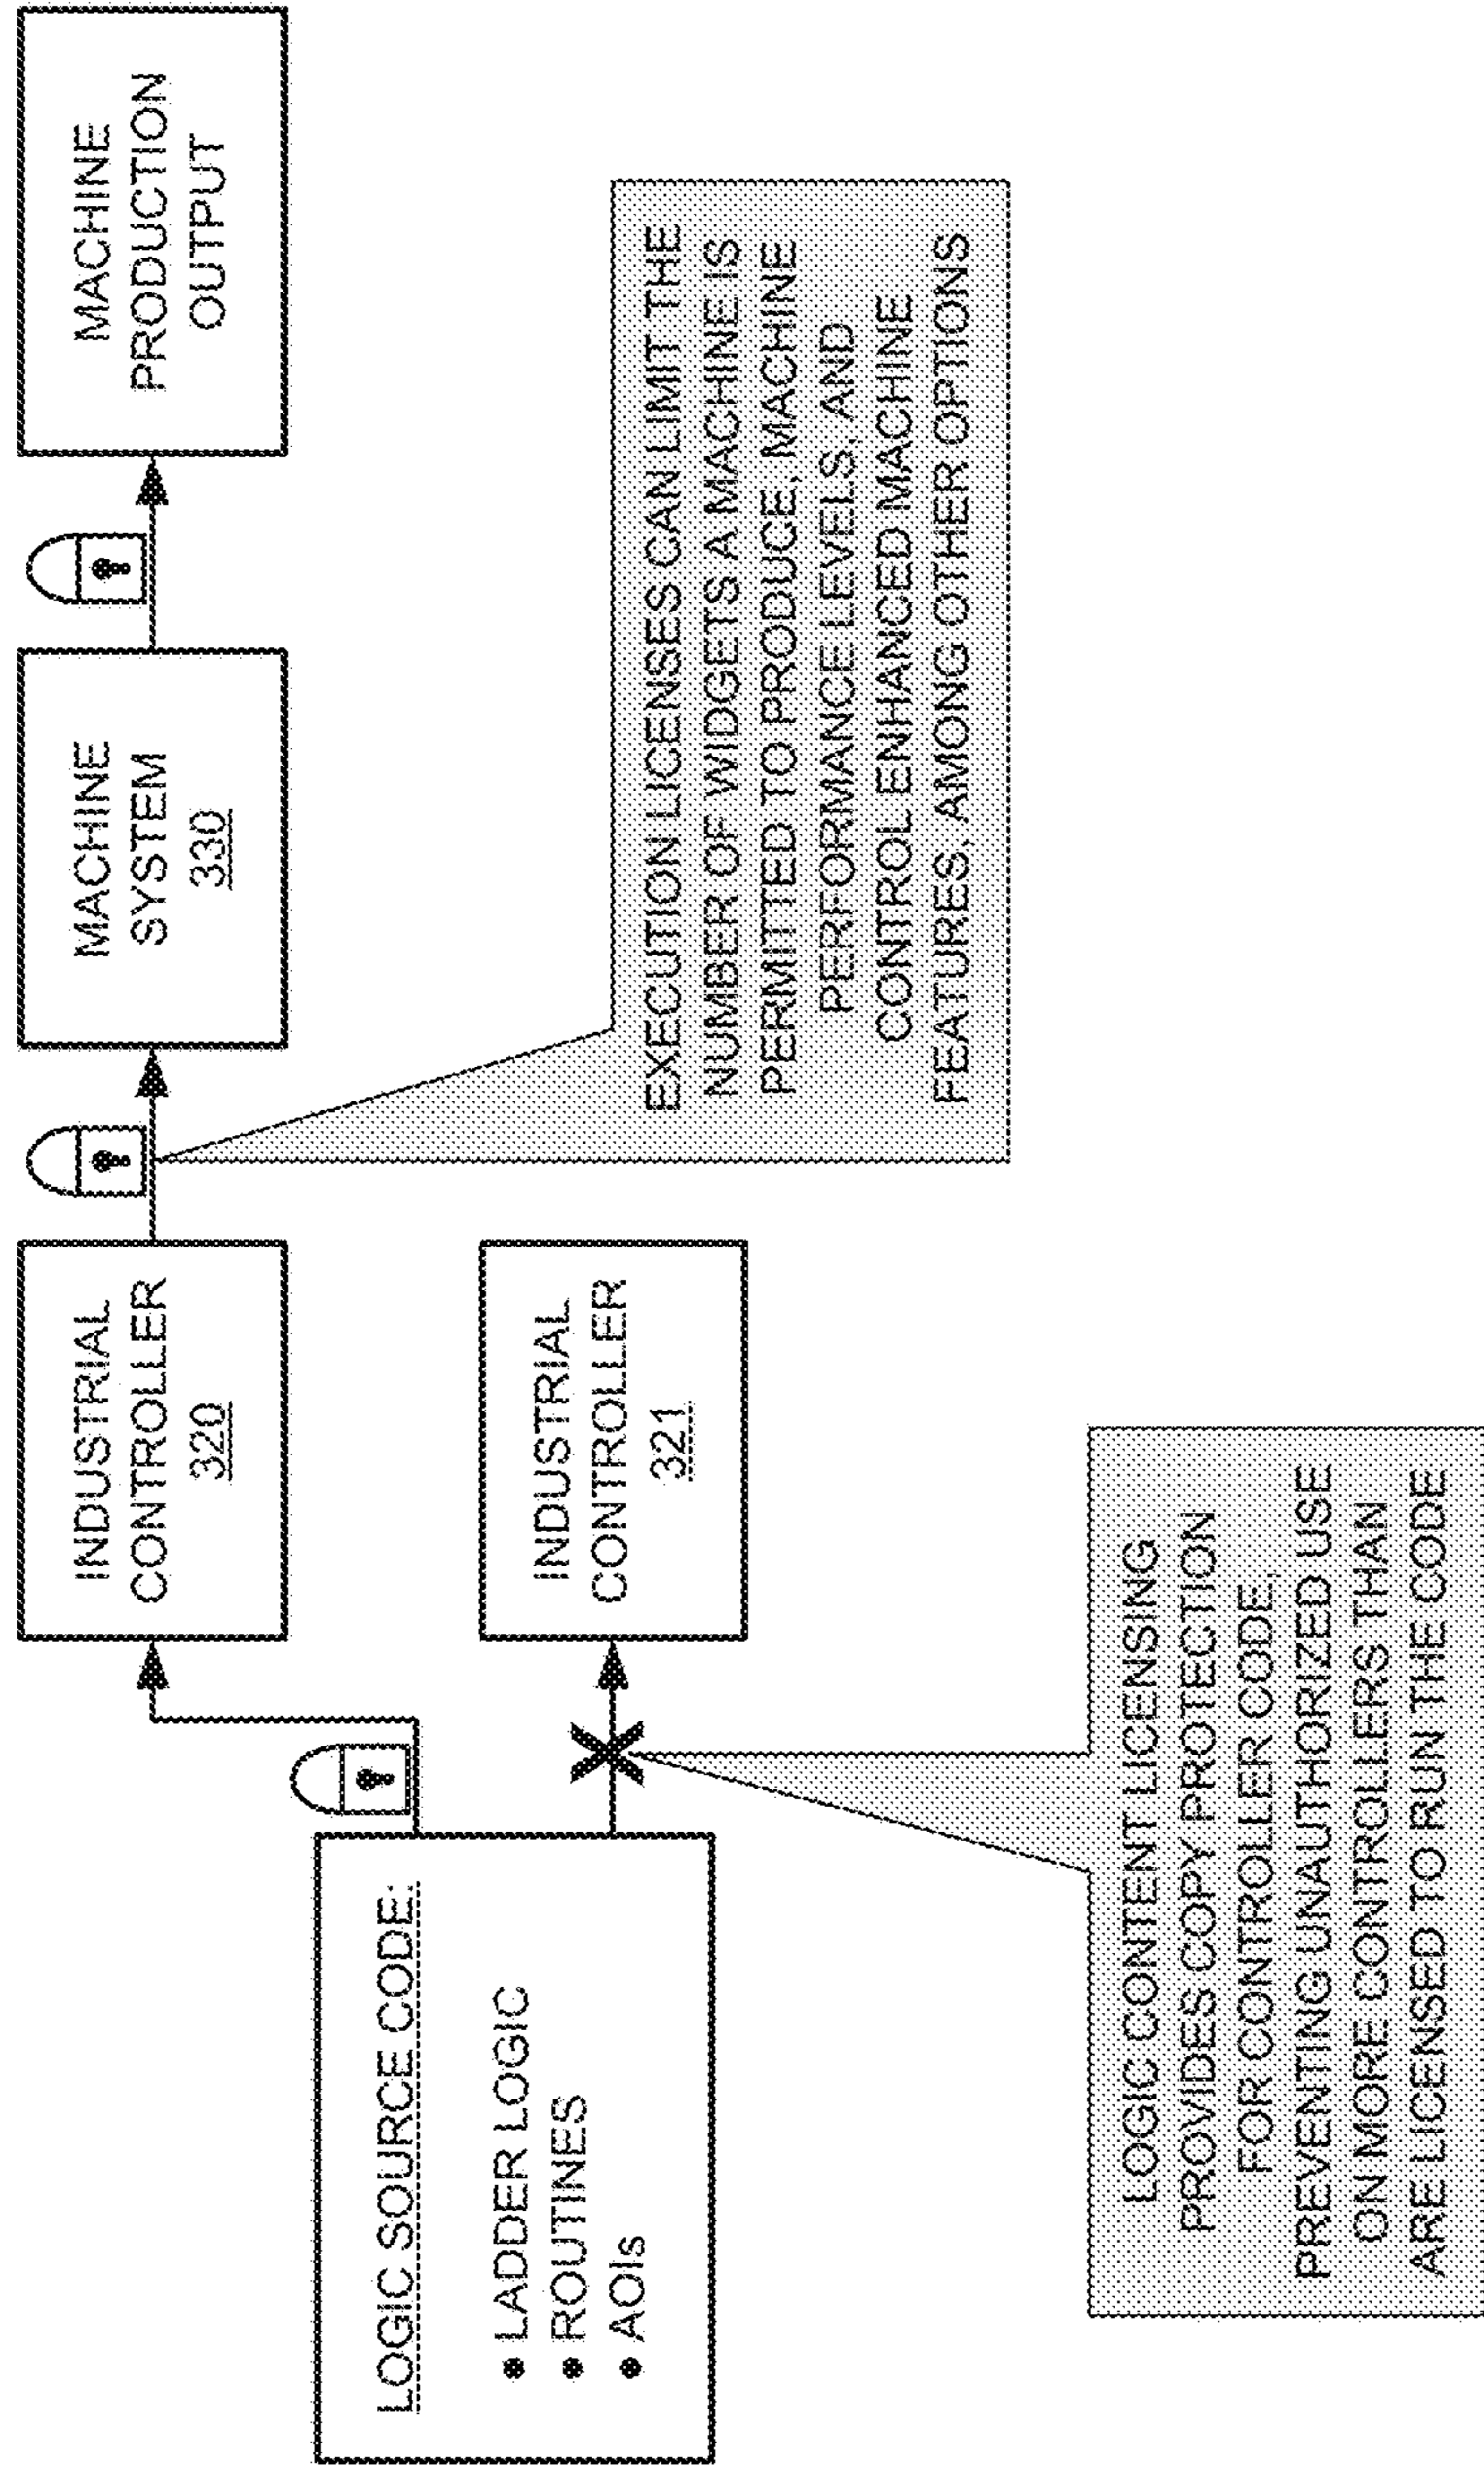 LOGIC SOURCE CODE:
• LADDER LOGIC
• ROUTINES
• AOIs
INDUSTRIAL
CONTROLLER
320
INDUSTRIAL
CONTROLLER
321
MACHINE
SYSTEM
330
MACHINE
PRODUCTION
OUTPUT
LOGIC CONTENT LICENSING
PROVIDES COPY PROTECTION
FOR CONTROLLER CODE,
PREVENTING UNAUTHORIZED USE
ON MORE CONTROLLERS THAN
ARE LICENSED TO RUN THE CODE
EXECUTION LICENSES CAN LIMIT THE
NUMBER OF WIDGETS A MACHINE IS
PERMITTED TO PRODUCE, MACHINE
PERFORMANCE LEVELS, AND
CONTROL ENHANCED MACHINE
FEATURES, AMONG OTHER OPTIONS